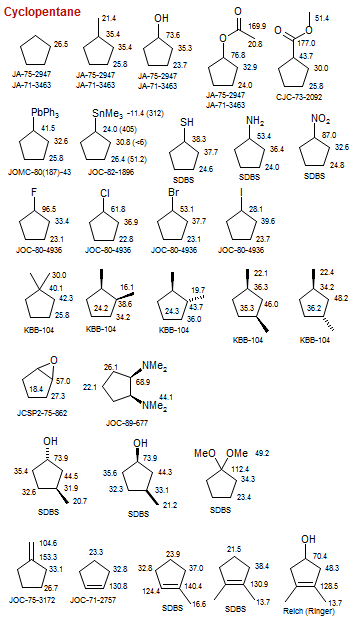 Cyclopentane
26.5
JA-75-2947
JA-71-3463
21.4
35.4
35.4
25.8
JA-75-2947
JA-71-3463
OH
73.6
35.3
23.7
JA-75-2947
JA-71-3463
O
169.9
20.8
O
76.8
32.9
24.0
JA-75-2947
JA-71-3463
51.4
O
O
177.0
43.7
30.0
25.8
CJC-73-2092
PbPh3
41.5
32.6
25.8
JOMC-80(187)-43
SnMe3 -11.4 (312)
24.0 (405)
30.8 (<6)
26.4 (51.2)
JOC-82-1896
SH
38.3
37.7
24.6
SDBS
NH2
53.4
36.4
24.0
SDBS
NO2
87.0
32.6
24.8
SDBS
F
96.5
33.4
23.1
JOC-80-4936
Cl
61.8
36.9
22.8
JOC-80-4936
Br
53.1
37.7
23.1
JOC-80-4936
I
28.1
39.6
23.7
JOC-80-4936
30.0
40.1
42.3
25.8
KBB-104
16.1
38.6
24.2
34.2
KBB-104
19.7
43.7
24.3
36.0
KBB-104
22.1
36.3
46.0
35.3
KBB-104
22.4
34.2
48.2
36.2
KBB-104
O
57.0
18.4
27.3
JCSP2-75-862
26.1
NMe2
22.1
68.9
44.1
NMe2
JOC-89-677
OH
73.9
35.4
44.5
31.9
32.6
20.7
SDBS
OH
73.9
35.6
44.3
32.3
33.1
21.2
SDBS
MeO OMe 49.2
112.4
34.3
23.4
SDBS
104.6
153.3
33.1
26.7
JOC-75-3172
23.3
32.8
130.8
JOC-71-2757
23.9
32.8
37.0
124.4
140.4
16.6
SDBS
21.5
38.4
130.9
13.7
SDBS
OH
70.4
48.3
128.5
13.7
Reich (Ringer)